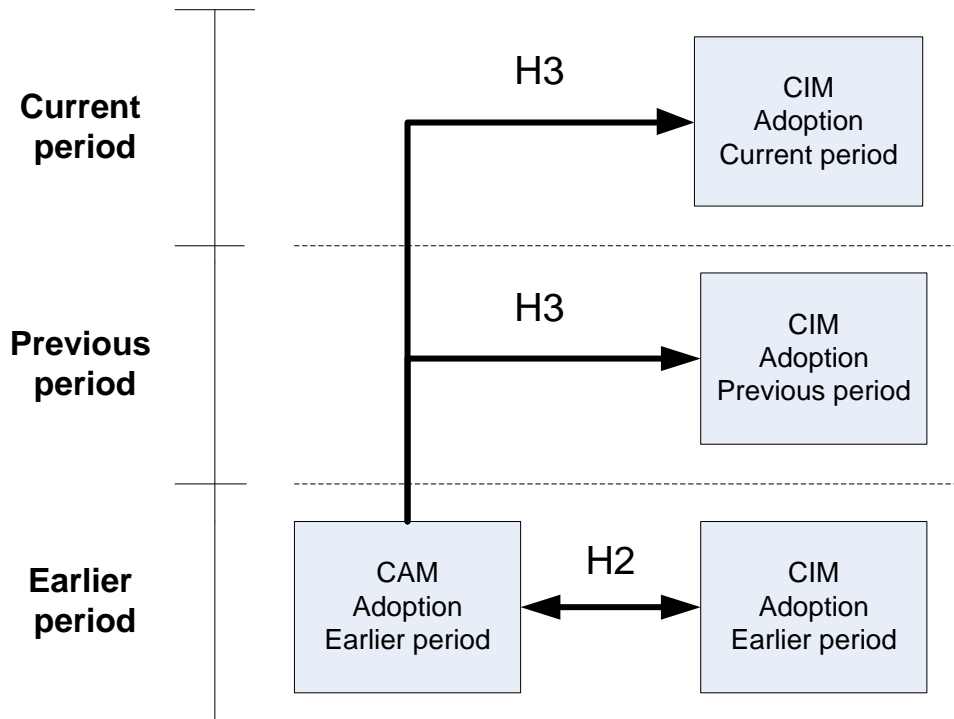 Current
period
H3
CIM
Adoption
Current period
Previous
period
H3
CIM
Adoption
Previous period
Earlier
period
CAM
Adoption
Earlier period
H2
CIM
Adoption
Earlier period